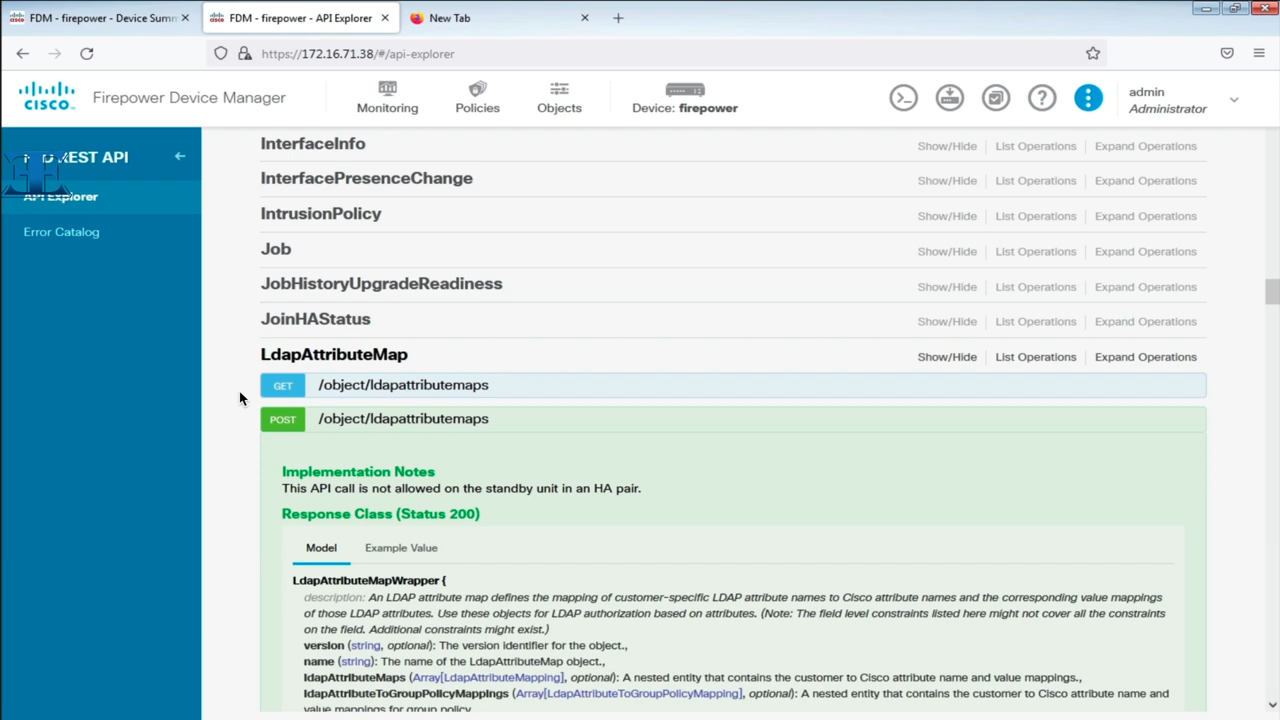 FDM - firepower - Device Summ
FDM - firepower - API Explorer
New Tab
https://172.16.71.38/#/api-explorer
CISCO
Firepower Device Manager
Monitoring
Policies
Objects
Device: firepower
admin
Administrator
REST API
API Explorer
Error Catalog
InterfaceInfo
Show/Hide List Operations Expand Operations
InterfacePresenceChange
Show/Hide List Operations Expand Operations
IntrusionPolicy
Show/Hide List Operations Expand Operations
Job
Show/Hide List Operations Expand Operations
JobHistoryUpgradeReadiness
Show/Hide List Operations Expand Operations
JoinHAStatus
Show/Hide List Operations Expand Operations
LdapAttributeMap
Show/Hide List Operations Expand Operations
GET /object/ldapattributemaps
POST /object/ldapattributemaps
Implementation Notes
This API call is not allowed on the standby unit in an HA pair.
Response Class (Status 200)
Model Example Value
LdapAttributeMapWrapper {
description: An LDAP attribute map defines the mapping of customer-specific LDAP attribute names to Cisco attribute names and the corresponding value mappings
of those LDAP attributes. Use these objects for LDAP authorization based on attributes. (Note: The field level constraints listed here might not cover all the constraints
on the field. Additional constraints might exist.)
version (string, optional): The version identifier for the object.,
name (string): The name of the LdapAttributeMap object.,
ldapAttributeMaps (Array[LdapAttributeMapping], optional): A nested entity that contains the customer to Cisco attribute name and value mappings.,
ldapAttributeToGroupPolicyMappings (Array[LdapAttributeToGroupPolicyMapping], optional): A nested entity that contains the customer to Cisco attribute name and
value mappings for group policy